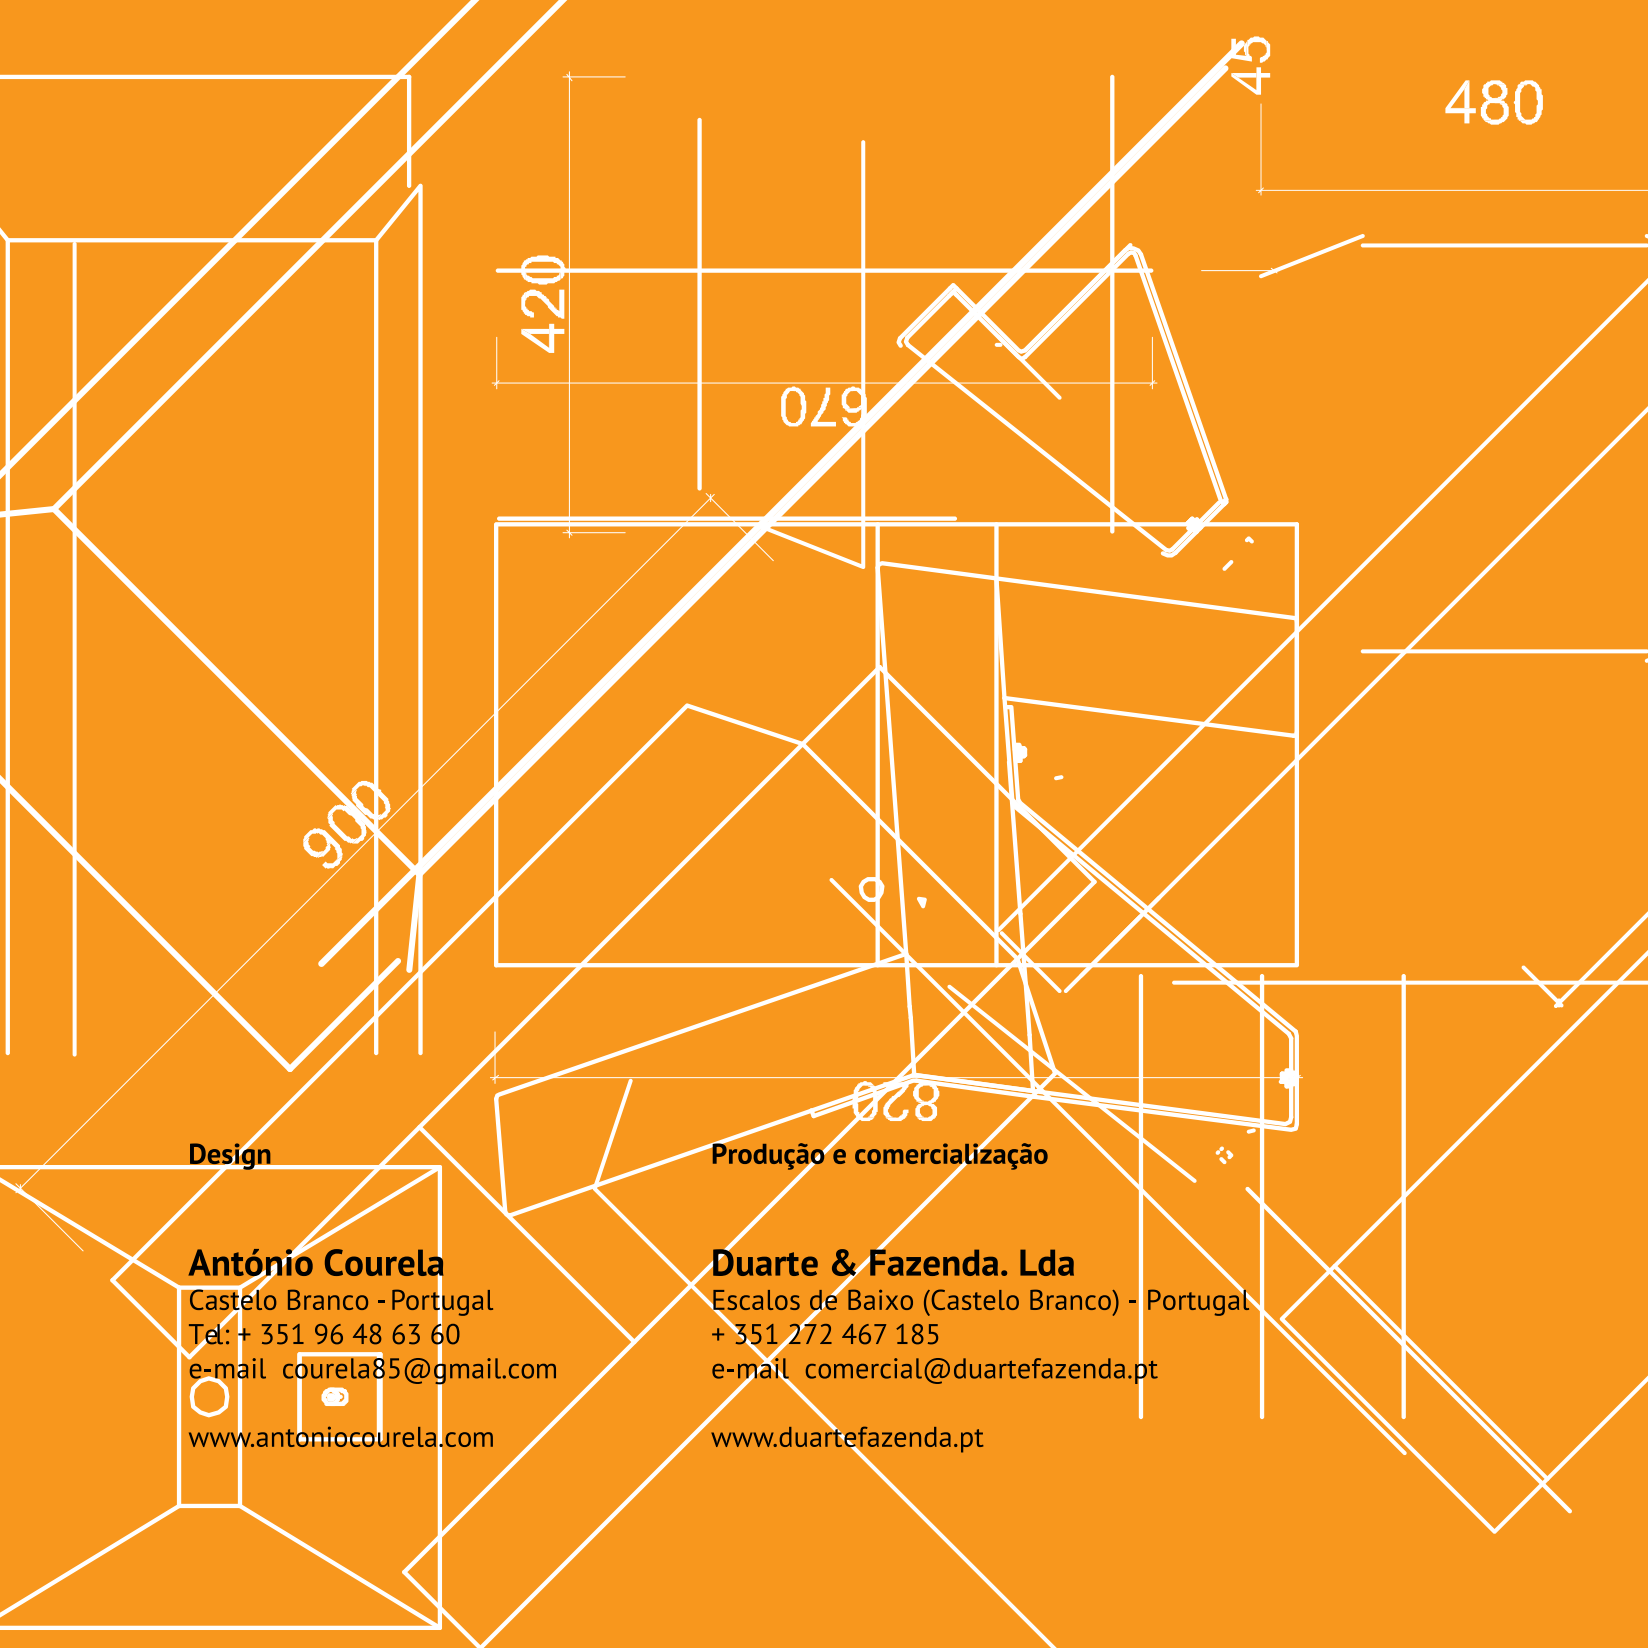 45
480
420
670
900
820
Design
António Courela
Castelo Branco - Portugal
Tel: + 351 96 48 63 60
e-mail  courela85@gmail.com
www.antoniocourela.com
Produção e comercialização
Duarte & Fazenda. Lda
Escalos de Baixo (Castelo Branco) - Portugal
+ 351 272 467 185
e-mail  comercial@duartefazenda.pt
www.duartefazenda.pt